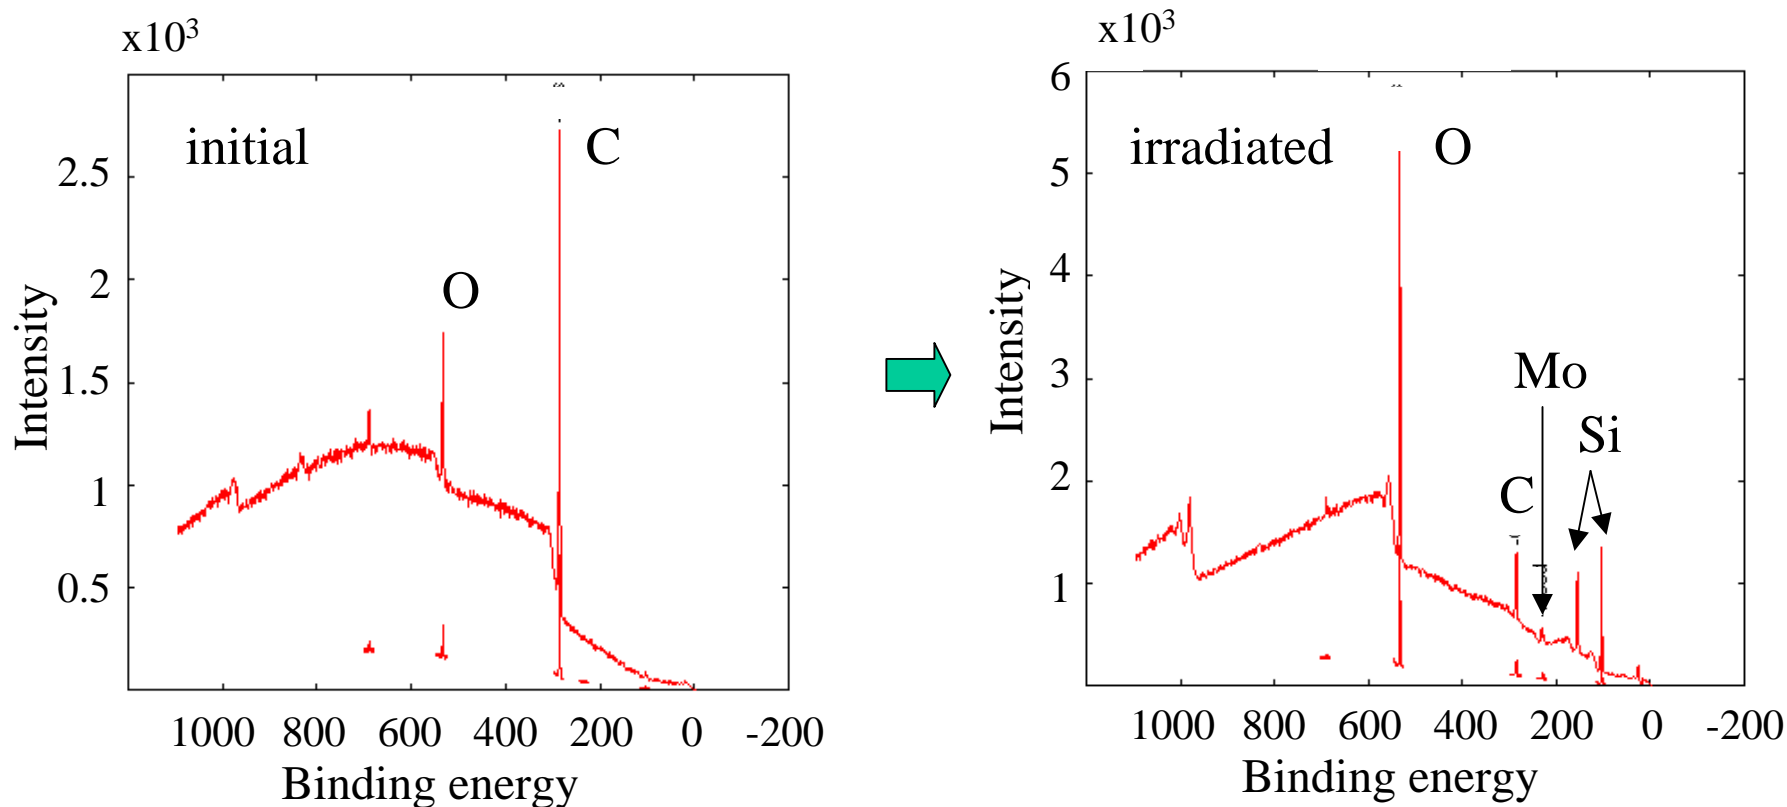 x10³
initial
C
O
2.5
2
1.5
1
0.5
Intensity
1000 800 600 400 200 0 -200
Binding energy
x10³
irradiated
O
Mo
Si
C
6
5
4
3
2
1
Intensity
1000 800 600 400 200 0 -200
Binding energy